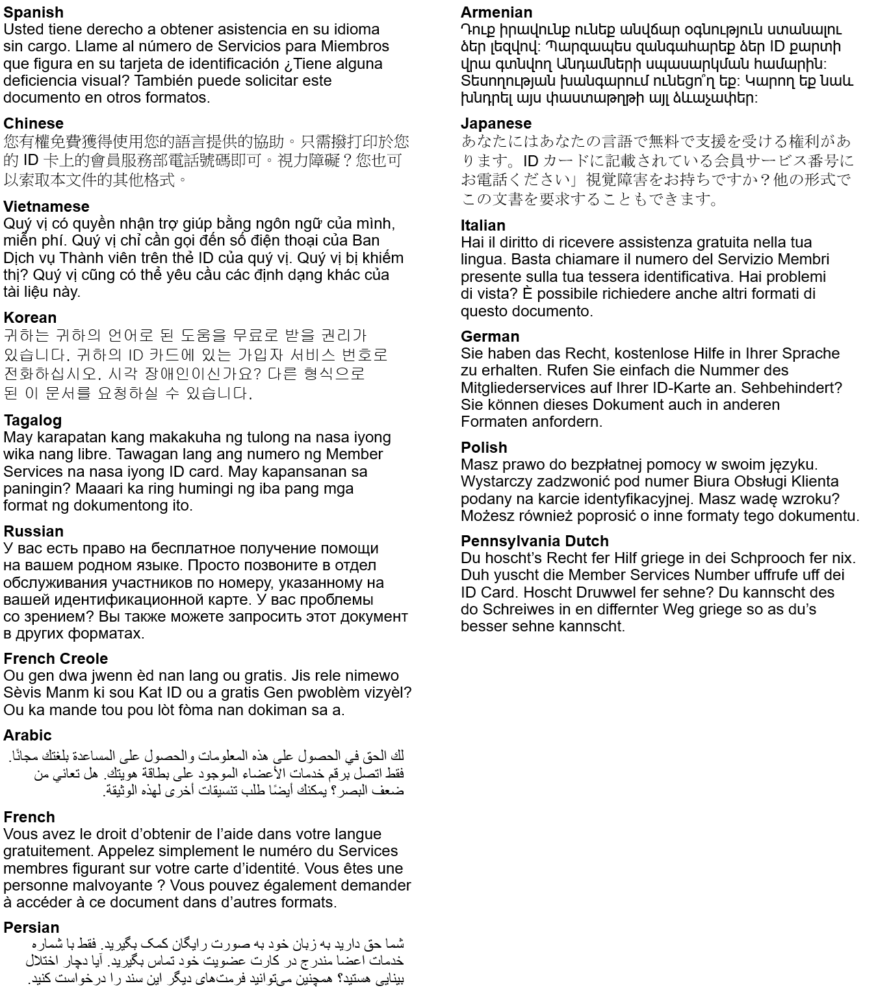 Spanish
Usted tiene derecho a obtener asistencia en su idioma
sin cargo. Llame al número de Servicios para Miembros
que figura en su tarjeta de identificación ¿Tiene alguna
deficiencia visual? También puede solicitar este
documento en otros formatos.
Chinese
您有權免費獲得使用您的語言提供的協助。只需撥打印於您
的 ID 卡上的會員服務部電話號碼即可。視力障礙？您也可
以索取本文件的其他格式。
Vietnamese
Quý vị có quyền nhận trợ giúp bằng ngôn ngữ của mình,
miễn phí. Quý vị chỉ cần gọi đến số điện thoại của Ban
Dịch vụ Thành viên trên thẻ ID của quý vị. Quý vị bị khiếm
thị? Quý vị cũng có thể yêu cầu các định dạng khác của
tài liệu này.
Korean
귀하는 귀하의 언어로 된 도움을 무료로 받을 권리가
있습니다. 귀하의 ID 카드에 있는 가입자 서비스 번호로
전화하십시오. 시각 장애인이신가요? 다른 형식으로
된 이 문서를 요청하실 수 있습니다.
Tagalog
May karapatan kang makakuha ng tulong na nasa iyong
wika nang libre. Tawagan lang ang numero ng Member
Services na nasa iyong ID card. May kapansanan sa
paningin? Maaari ka ring humingi ng iba pang mga
format ng dokumentong ito.
Russian
У вас есть право на бесплатное получение помощи
на вашем родном языке. Просто позвоните в отдел
обслуживания участников по номеру, указанному на
вашей идентификационной карте. У вас проблемы
со зрением? Вы также можете запросить этот документ
в других форматах.
French Creole
Ou gen dwa jwenn èd nan lang ou gratis. Jis rele nimewo
Sèvis Manm ki sou Kat ID ou a gratis Gen pwoblèm vizyèl?
Ou ka mande tou pou lòt fòma nan dokiman sa a.
Arabic
لك الحق في الحصول على هذه المعلومات والحصول على المساعدة بلغتك مجانًا.
فقط اتصل برقم خدمات الأعضاء الموجود على بطاقة هويتك. هل تعاني من
ضعف البصر؟ يمكنك أيضًا طلب تنسيقات أخرى لهذه الوثيقة.
French
Vous avez le droit d’obtenir de l’aide dans votre langue
gratuitement. Appelez simplement le numéro du Services
membres figurant sur votre carte d’identité. Vous êtes une
personne malvoyante ? Vous pouvez également demander
à accéder à ce document dans d’autres formats.
Persian
شما حق دارید به زبان خود به صورت رایگان کمک بگیرید. فقط با شماره
خدمات اعضا مندرج در کارت عضویت خود تماس بگیرید. آیا دچار اختلال
بینایی هستید؟ همچنین می‌توانید فرمت‌های دیگر این سند را درخواست کنید.
Armenian
Դուք իրավունք ունեք անվճար օգնություն ստանալու
ձեր լեզվով: Պարզապես զանգահարեք ձեր ID քարտի
վրա գտնվող Անդամների սպասարկման համարին:
Տեսողության խանգարում ունեցո՞ղ եք: Կարող եք նաև
խնդրել այս փաստաթղթի այլ ձևաչափեր:
Japanese
あなたにはあなたの言語で無料で支援を受ける権利があ
ります。ID カードに記載されている会員サービス番号に
お電話ください」視覚障害をお持ちですか？他の形式で
この文書を要求することもできます。
Italian
Hai il diritto di ricevere assistenza gratuita nella tua
lingua. Basta chiamare il numero del Servizio Membri
presente sulla tua tessera identificativa. Hai problemi
di vista? È possibile richiedere anche altri formati di
questo documento.
German
Sie haben das Recht, kostenlose Hilfe in Ihrer Sprache
zu erhalten. Rufen Sie einfach die Nummer des
Mitgliederservices auf Ihrer ID-Karte an. Sehbehindert?
Sie können dieses Dokument auch in anderen
Formaten anfordern.
Polish
Masz prawo do bezpłatnej pomocy w swoim języku.
Wystarczy zadzwonić pod numer Biura Obsługi Klienta
podany na karcie identyfikacyjnej. Masz wadę wzroku?
Możesz również poprosić o inne formaty tego dokumentu.
Pennsylvania Dutch
Du hoscht’s Recht fer Hilf griege in dei Schprooch fer nix.
Duh yuscht die Member Services Number uffrufe uff dei
ID Card. Hoscht Druwwel fer sehne? Du kannscht des
do Schreiwes in en differnter Weg griege so as du’s
besser sehne kannscht.